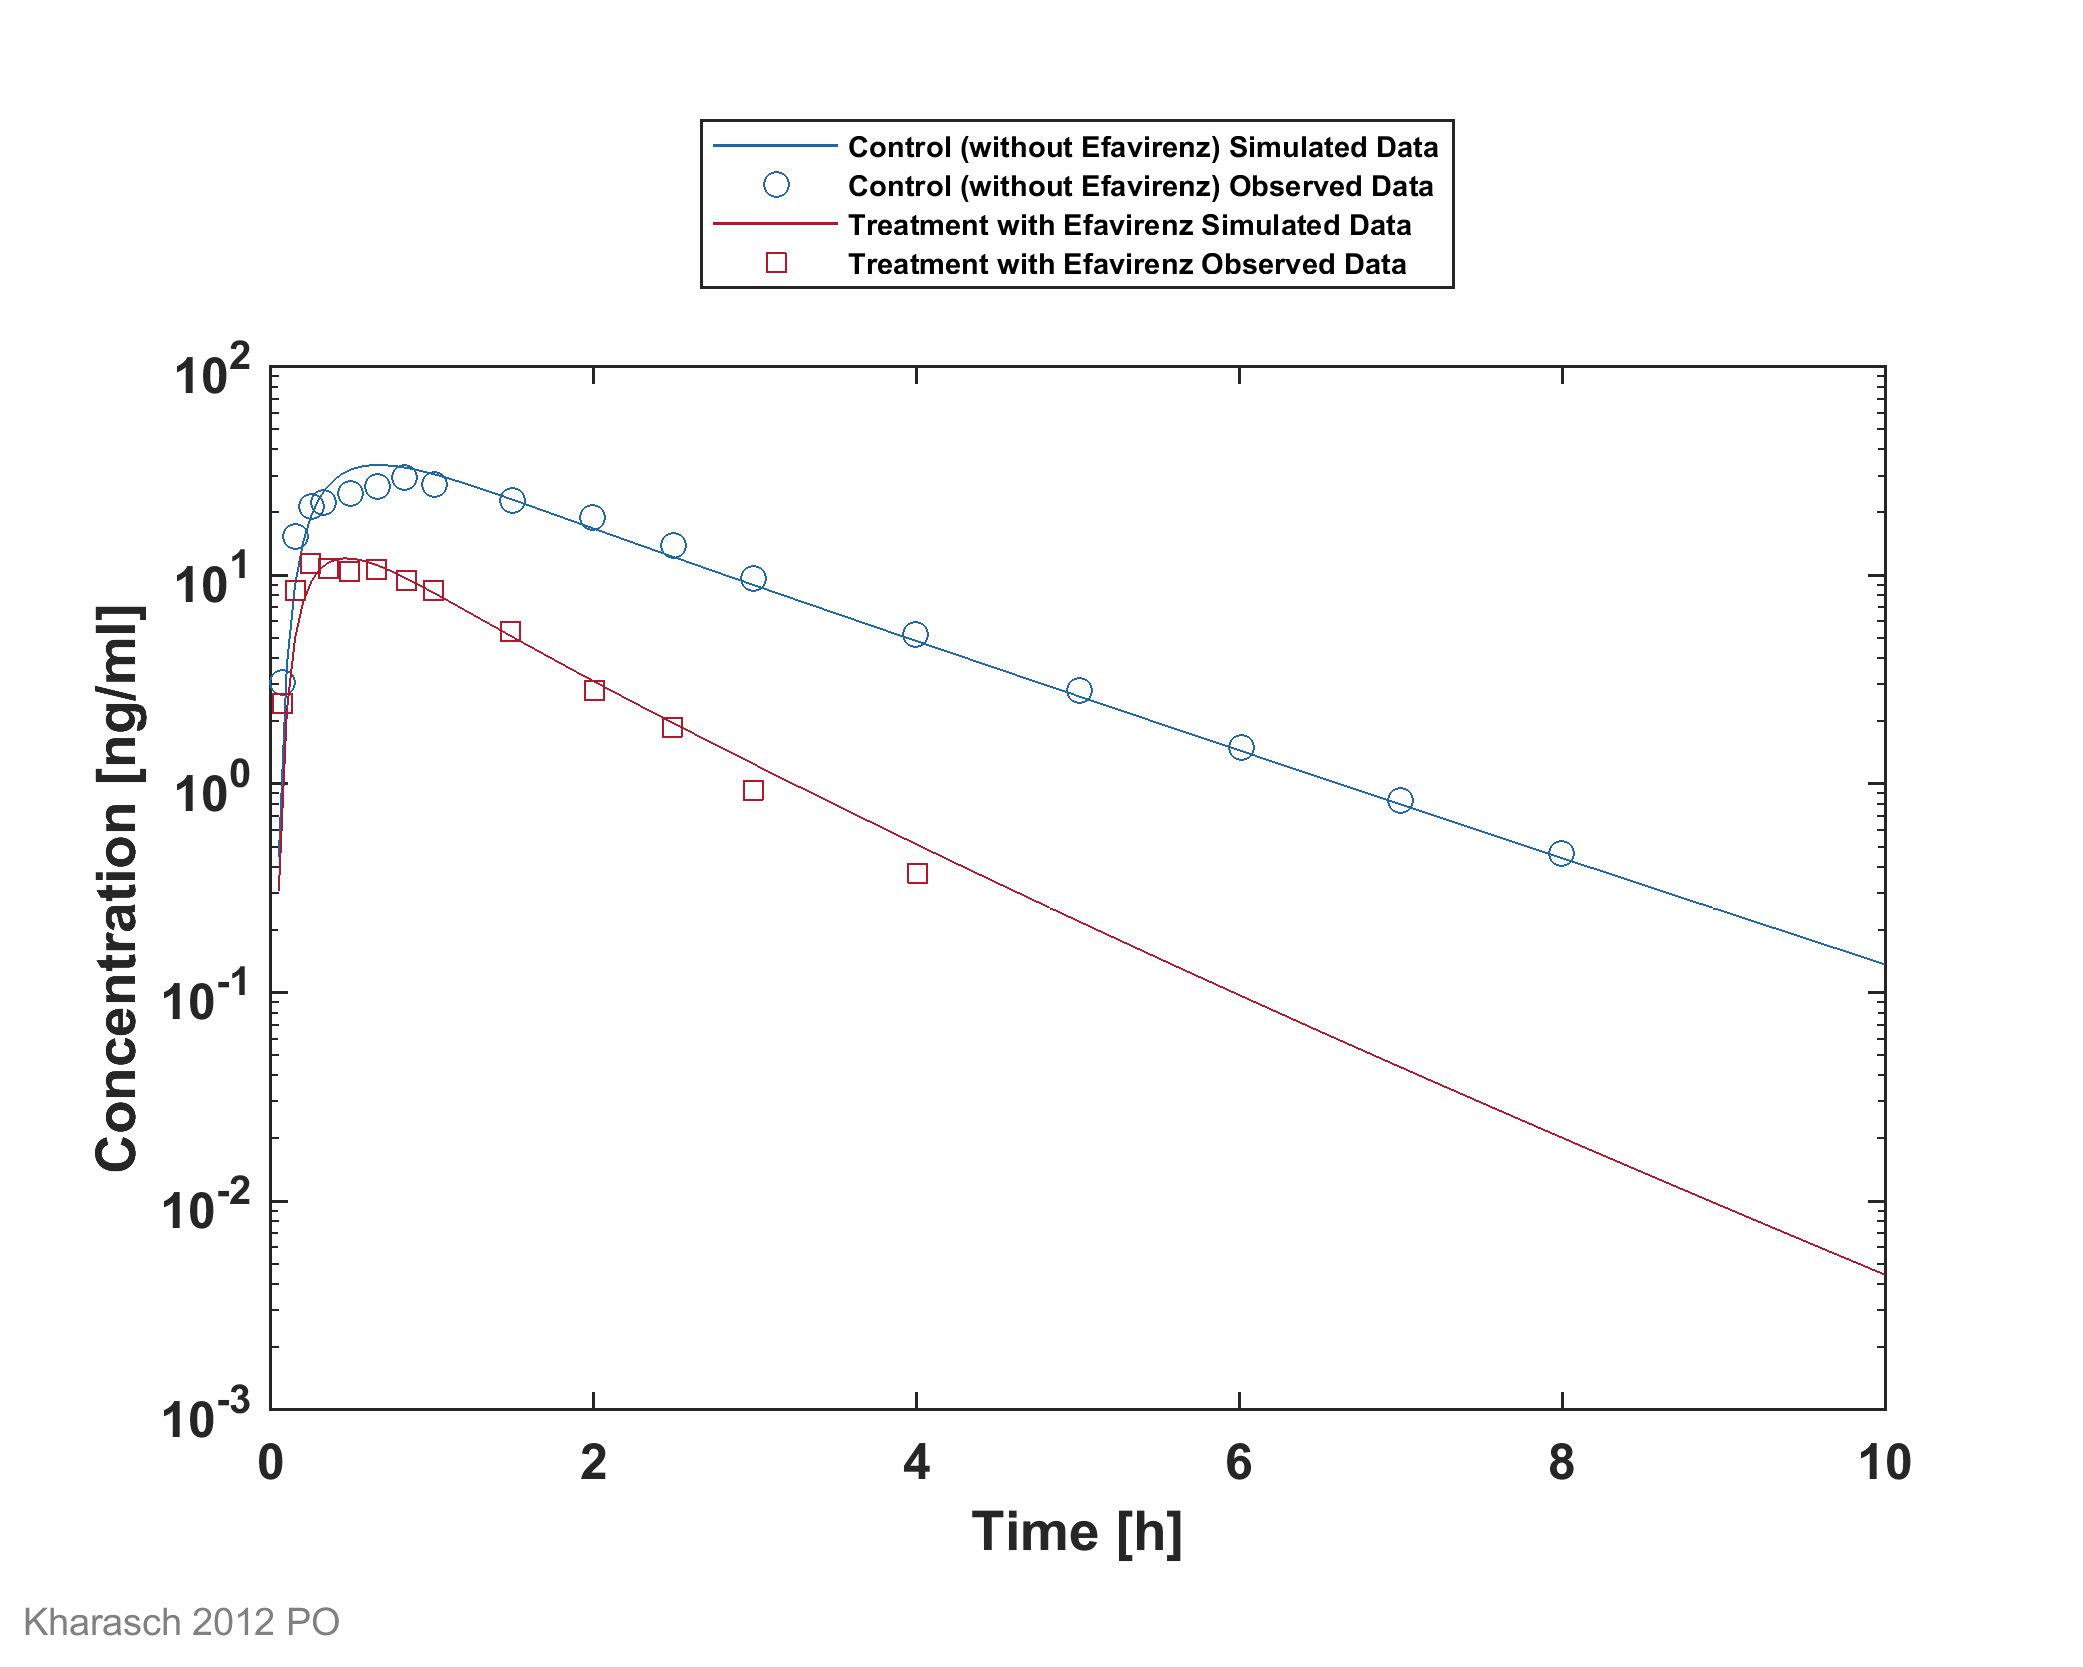 Control (without Efavirenz) Simulated Data
Control (without Efavirenz) Observed Data
Treatment with Efavirenz Simulated Data
Treatment with Efavirenz Observed Data
10^2
10^1
10^0
10^-1
10^-2
10^-3
Concentration [ng/ml]
0 2 4 6 8 10
Time [h]
Kharasch 2012 PO